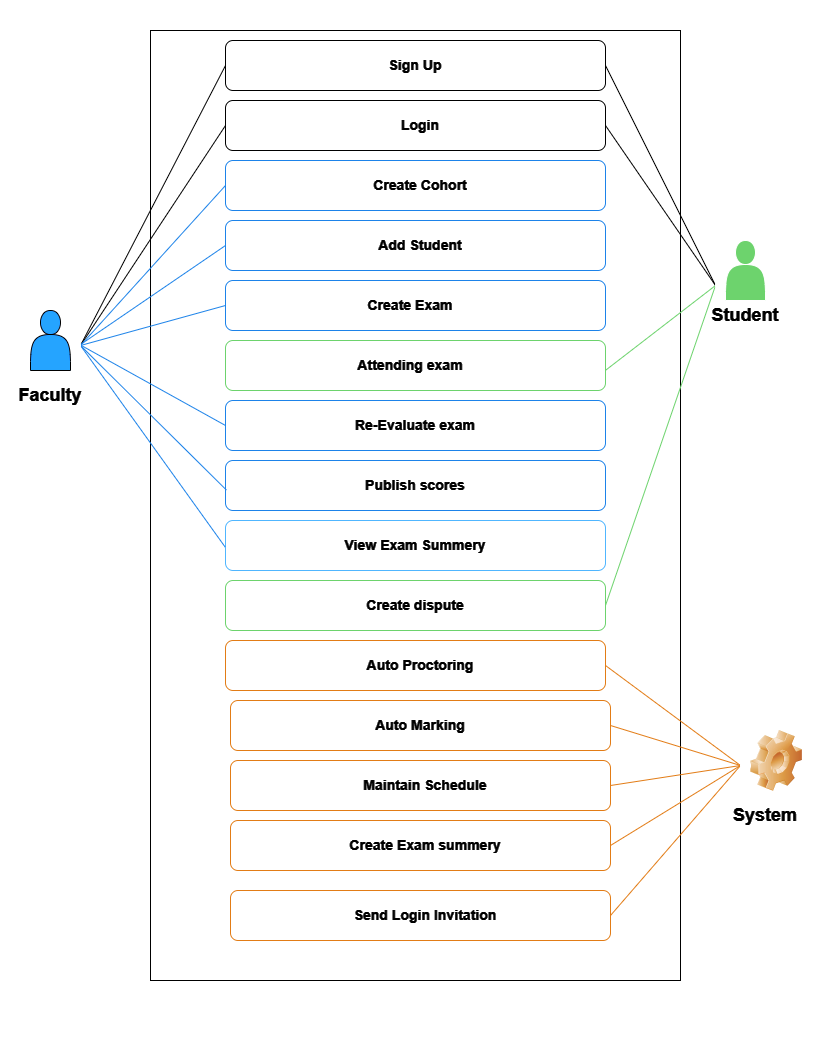 Sign Up
Login
Create Cohort
Add Student
Create Exam
Student
Attending exam
Faculty
Re-Evaluate exam
Publish scores
View Exam Summery
Create dispute
Auto Proctoring
Auto Marking
Maintain Schedule
System
Create Exam summery
Send Login Invitation